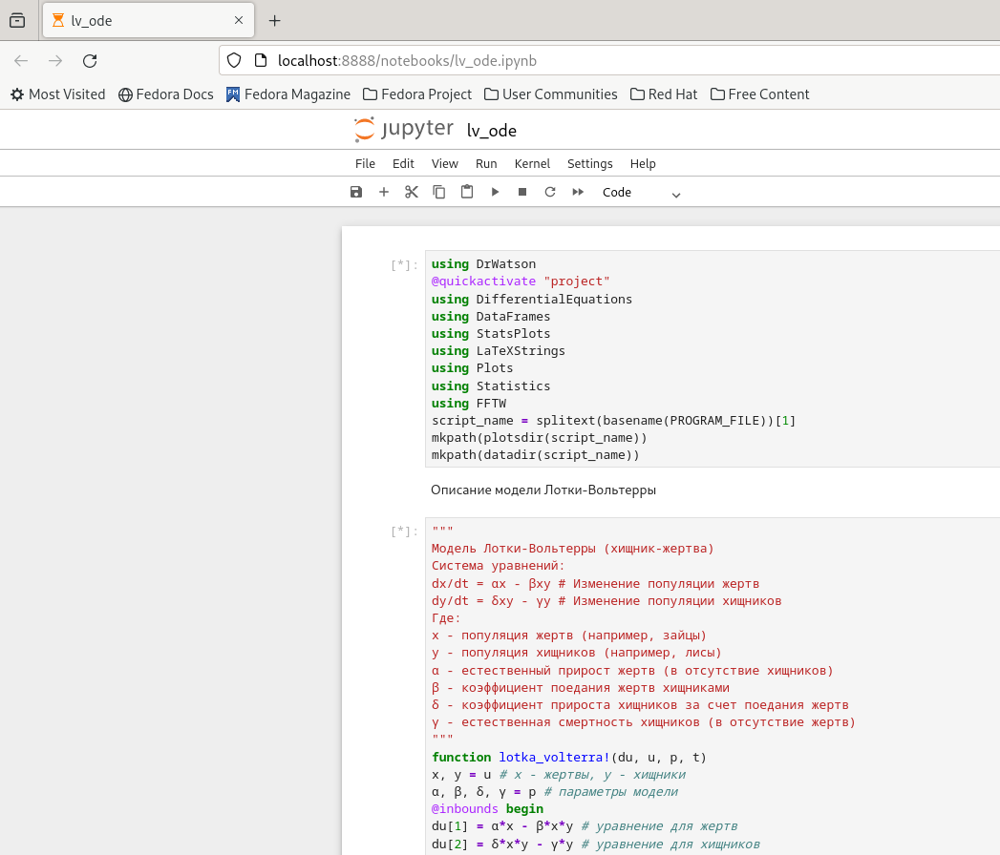 lv_ode
localhost:8888/notebooks/lv_ode.ipynb
Most Visited Fedora Docs FM Fedora Magazine Fedora Project User Communities Red Hat Free Content
jupyter lv_ode
File Edit View Run Kernel Settings Help
Code
[*]: using DrWatson
@quickactivate "project"
using DifferentialEquations
using DataFrames
using StatsPlots
using LaTeXStrings
using Plots
using Statistics
using FFTW
script_name = splitext(basename(PROGRAM_FILE))[1]
mkpath(plotsdir(script_name))
mkpath(datadir(script_name))
Описание модели Лотки-Вольтерры
[*]: """
Модель Лотки-Вольтерры (хищник-жертва)
Система уравнений:
dx/dt = αx - βxy # Изменение популяции жертв
dy/dt = δxy - γy # Изменение популяции хищников
Где:
x - популяция жертв (например, зайцы)
y - популяция хищников (например, лисы)
α - естественный прирост жертв (в отсутствие хищников)
β - коэффициент поедания жертв хищниками
δ - коэффициент прироста хищников за счет поедания жертв
γ - естественная смертность хищников (в отсутствие жертв)
"""
function lotka_volterra!(du, u, p, t)
x, y = u # x - жертвы, y - хищники
α, β, δ, γ = p # параметры модели
@inbounds begin
du[1] = α*x - β*x*y # уравнение для жертв
du[2] = δ*x*y - γ*y # уравнение для хищников